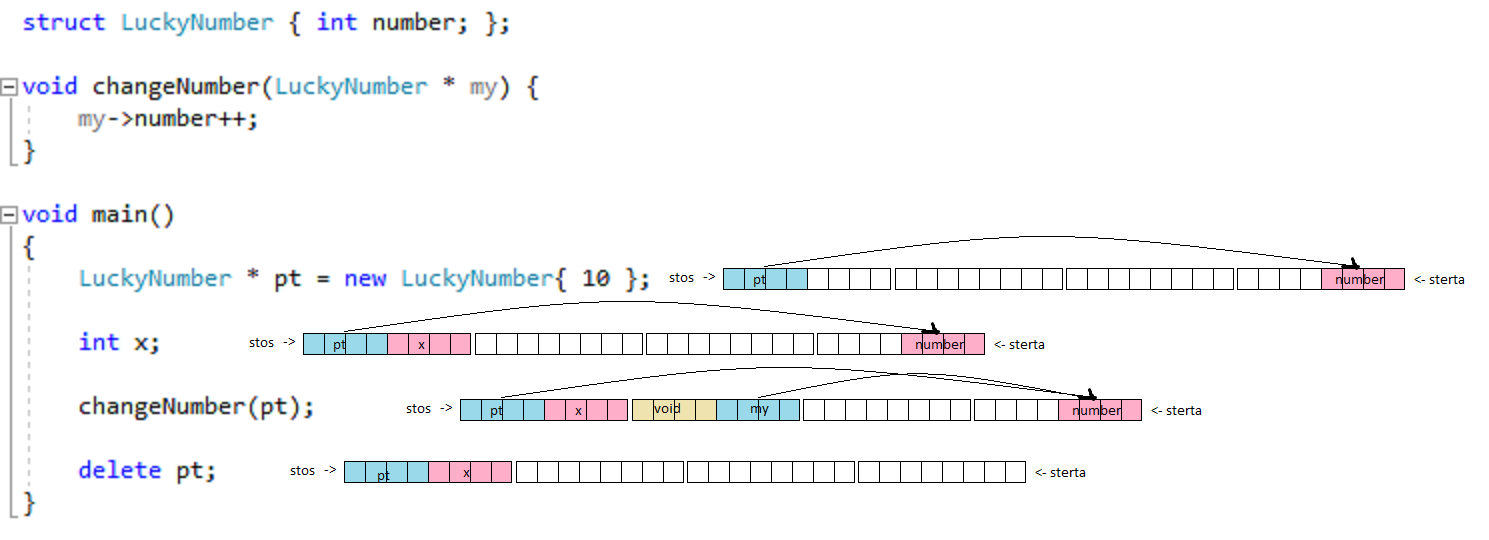 struct LuckyNumber { int number; };
void changeNumber(LuckyNumber * my) {
my->number++;
}
void main()
{
LuckyNumber * pt = new LuckyNumber{ 10 }; stos -> pt number <- sterta
int x; stos -> pt x number <- sterta
changeNumber(pt); stos -> pt x void my number <- sterta
delete pt; stos -> pt x <- sterta
}